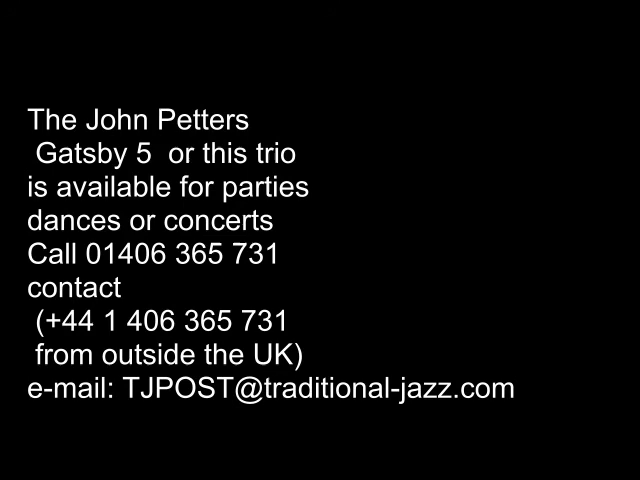 The John Petters
Gatsby 5 or this trio
is available for parties
dances or concerts
Call 01406 365 731
contact
(+44 1 406 365 731
from outside the UK)
e-mail: TJPOST@traditional-jazz.com